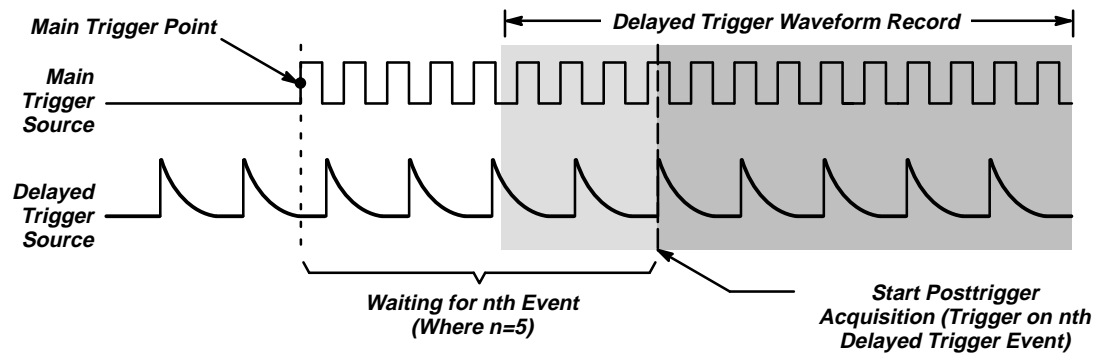 Delayed Trigger Waveform Record
Main Trigger Point
Main
Trigger
Source
Delayed
Trigger
Source
Waiting for nth Event
(Where n=5)
Start Posttrigger
Acquisition (Trigger on nth
Delayed Trigger Event)